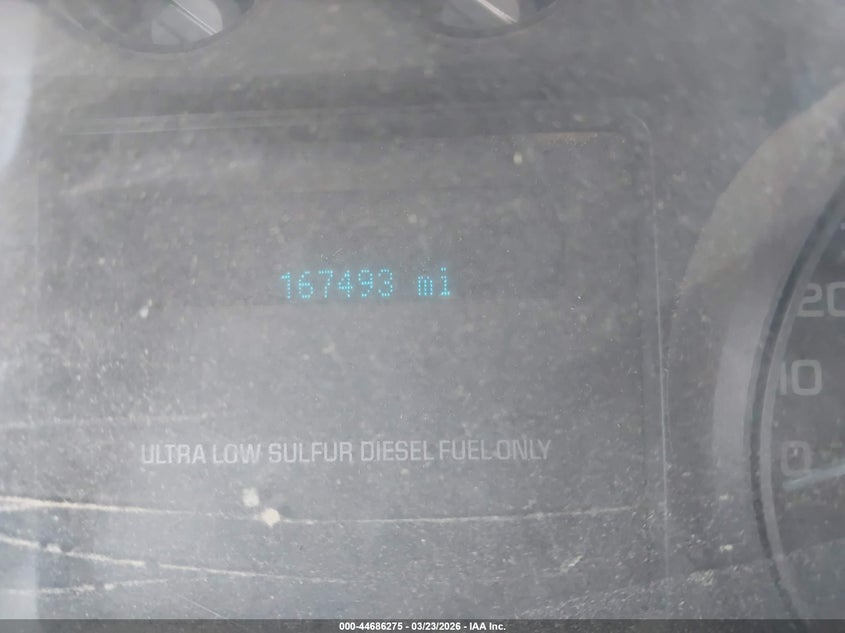 167493 mi
20
10
0
ULTRA LOW SULFUR DIESEL FUEL ONLY
000-44686275 - 03/23/2026 - IAA Inc.